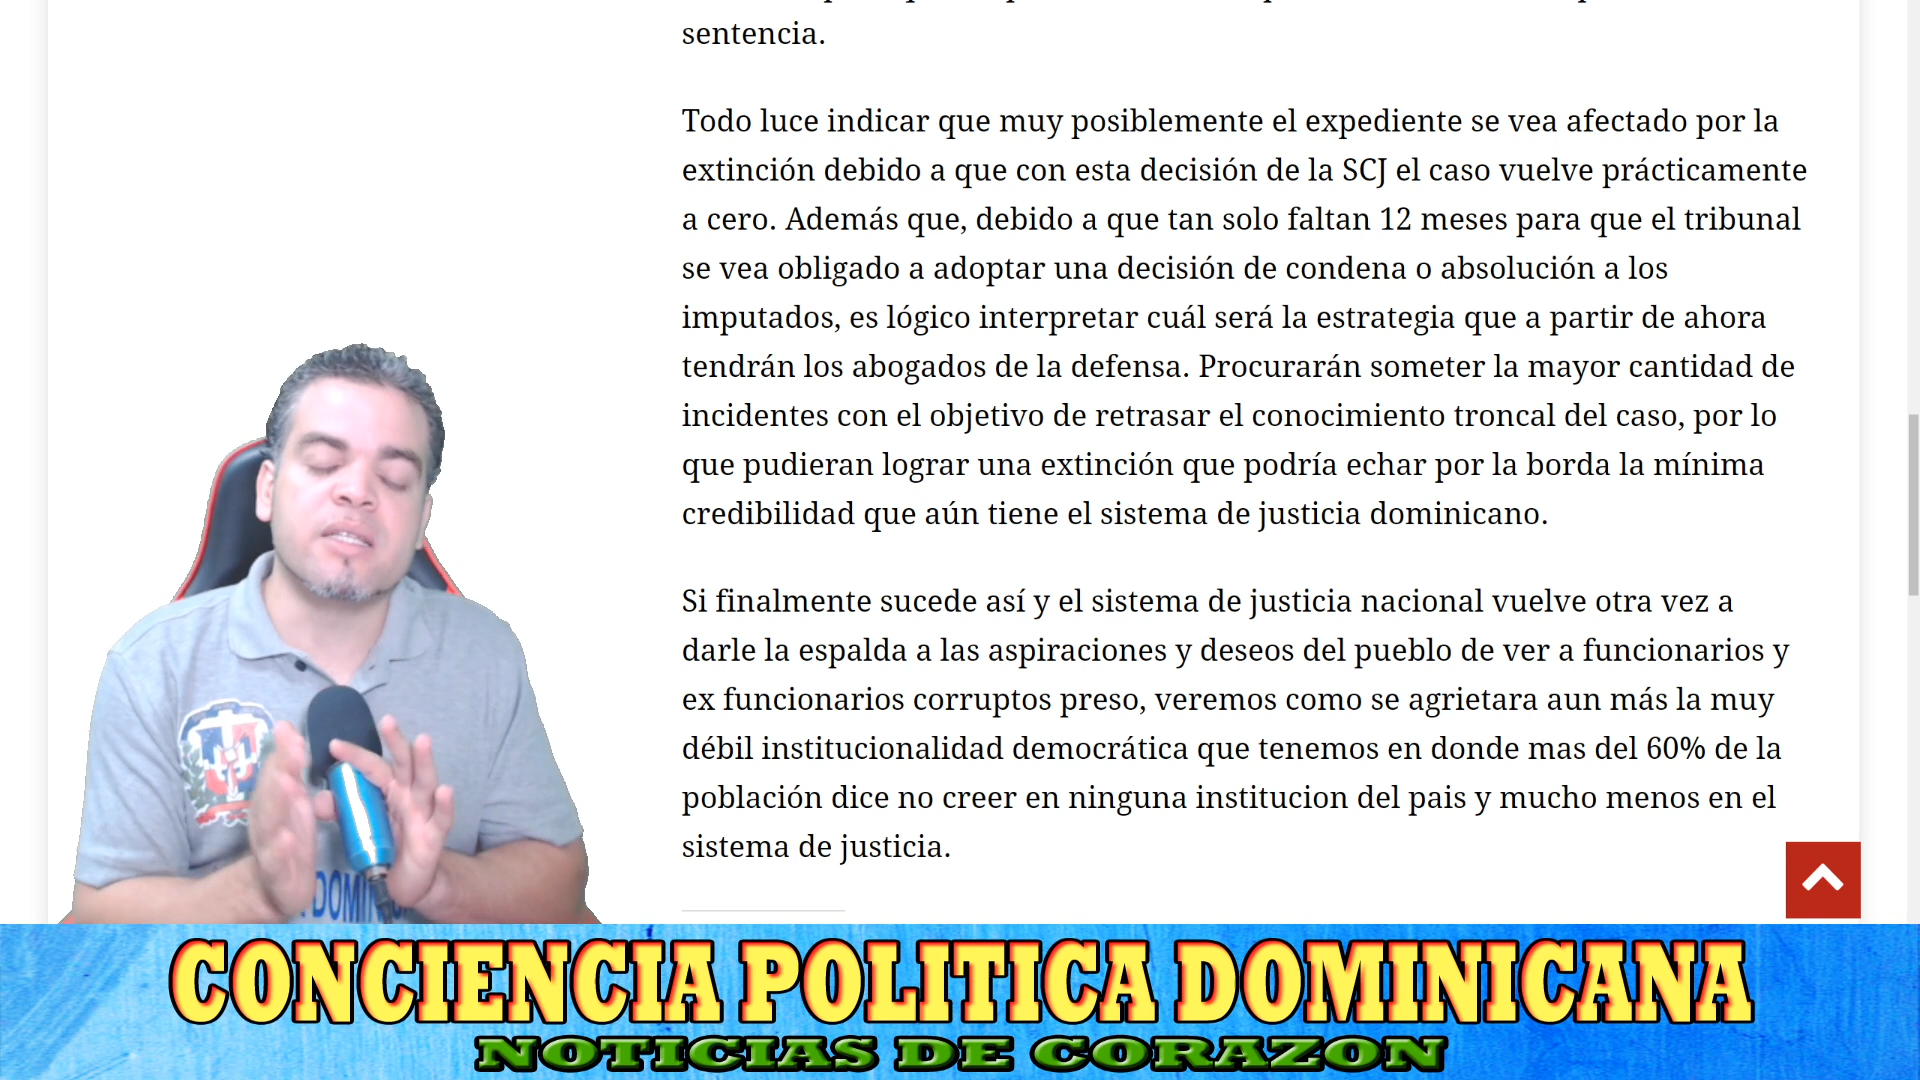 sentencia.
Todo luce indicar que muy posiblemente el expediente se vea afectado por la
extinción debido a que con esta decisión de la SCJ el caso vuelve prácticamente
a cero. Además que, debido a que tan solo faltan 12 meses para que el tribunal
se vea obligado a adoptar una decisión de condena o absolución a los
imputados, es lógico interpretar cuál será la estrategia que a partir de ahora
tendrán los abogados de la defensa. Procurarán someter la mayor cantidad de
incidentes con el objetivo de retrasar el conocimiento troncal del caso, por lo
que pudieran lograr una extinción que podría echar por la borda la mínima
credibilidad que aún tiene el sistema de justicia dominicano.
Si finalmente sucede así y el sistema de justicia nacional vuelve otra vez a
darle la espalda a las aspiraciones y deseos del pueblo de ver a funcionarios y
ex funcionarios corruptos preso, veremos como se agrietara aun más la muy
débil institucionalidad democrática que tenemos en donde mas del 60% de la
población dice no creer en ninguna institucion del pais y mucho menos en el
sistema de justicia.
CONCIENCIA POLITICA DOMINICANA
NOTICIAS DE CORAZON